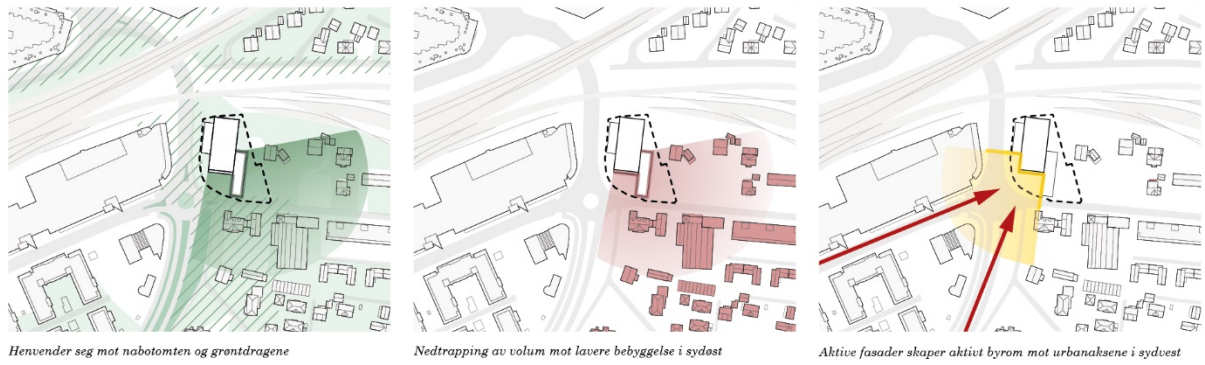 Henvender seg mot nabotomten og grøntdragene
Nedtrapping av volum mot lavere bebyggelse i sydøst
Aktive fasader skaper aktivt byrom mot urbanaksene i sydvest